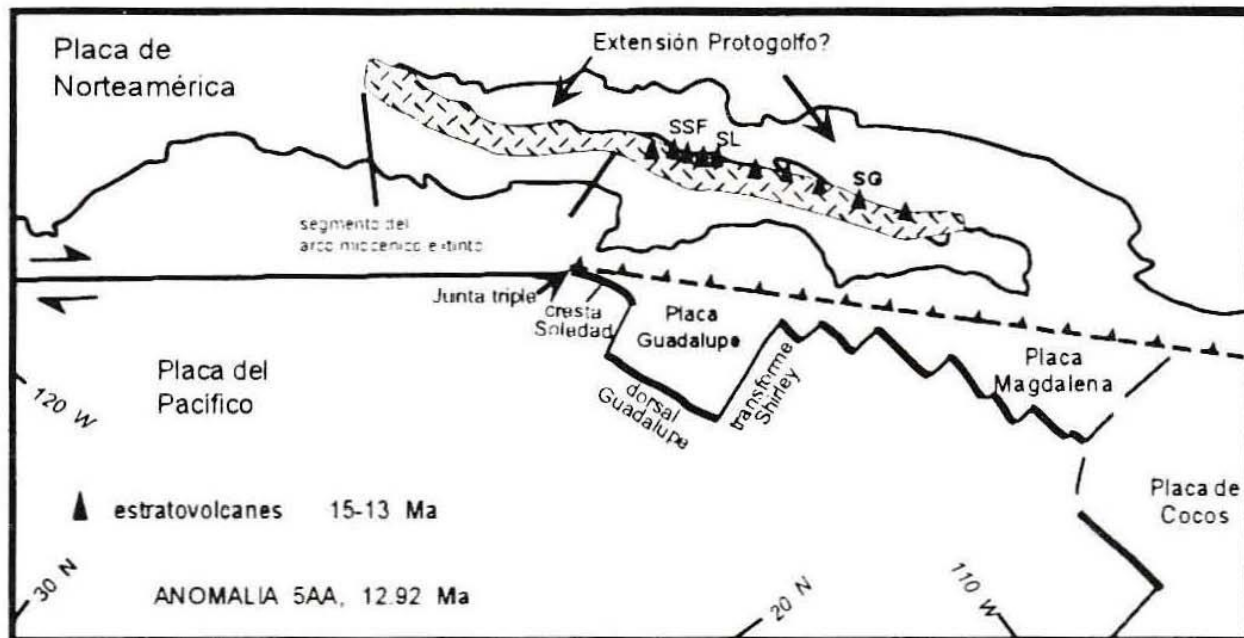 Placa de
Norteamérica
Extensión Protogolfo?
SSF
SL
SG
segmento del
arco miocenico extinto
Junta triple
cresta
Soledad
Placa
Guadalupe
Placa
Magdalena
Placa del
Pacífico
dorsal
Guadalupe
transforme
Shirley
120 W
Placa de
Cocos
estratovolcanes 15-13 Ma
30 N
ANOMALIA 5AA, 12.92 Ma
20 N
110 W